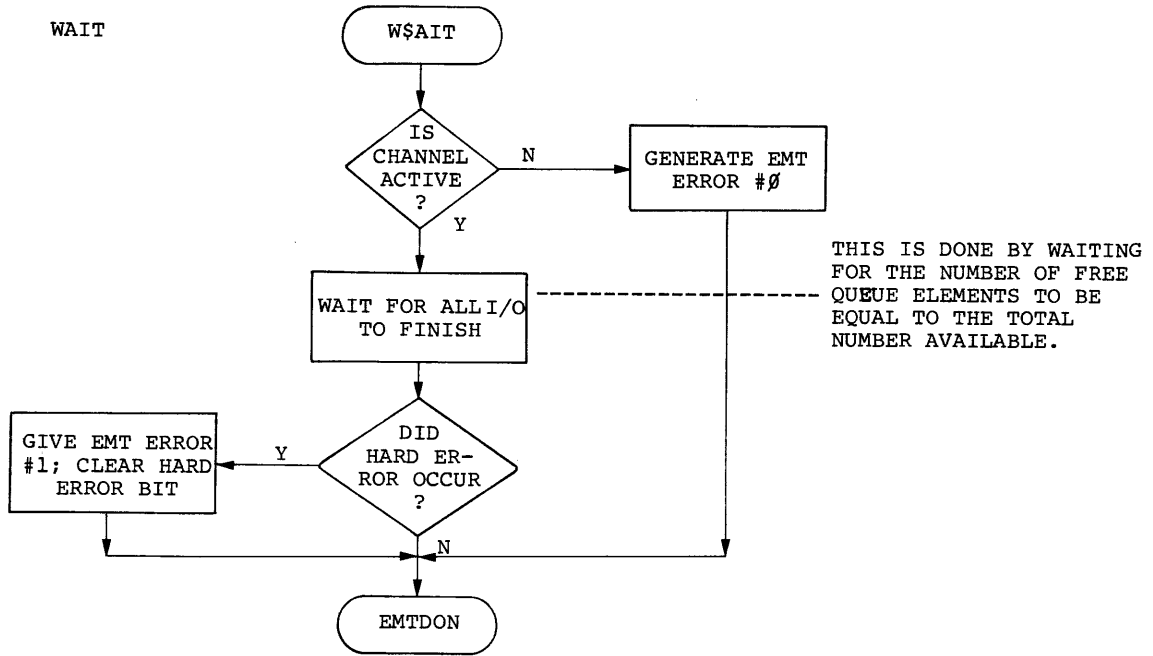 WAIT
W$AIT
IS
CHANNEL
ACTIVE
?
N
Y
GENERATE EMT
ERROR #Ø
WAIT FOR ALL I/O
TO FINISH
THIS IS DONE BY WAITING
FOR THE NUMBER OF FREE
QUEUE ELEMENTS TO BE
EQUAL TO THE TOTAL
NUMBER AVAILABLE.
DID
HARD ER-
ROR OCCUR
?
Y
GIVE EMT ERROR
#1; CLEAR HARD
ERROR BIT
N
EMTDON